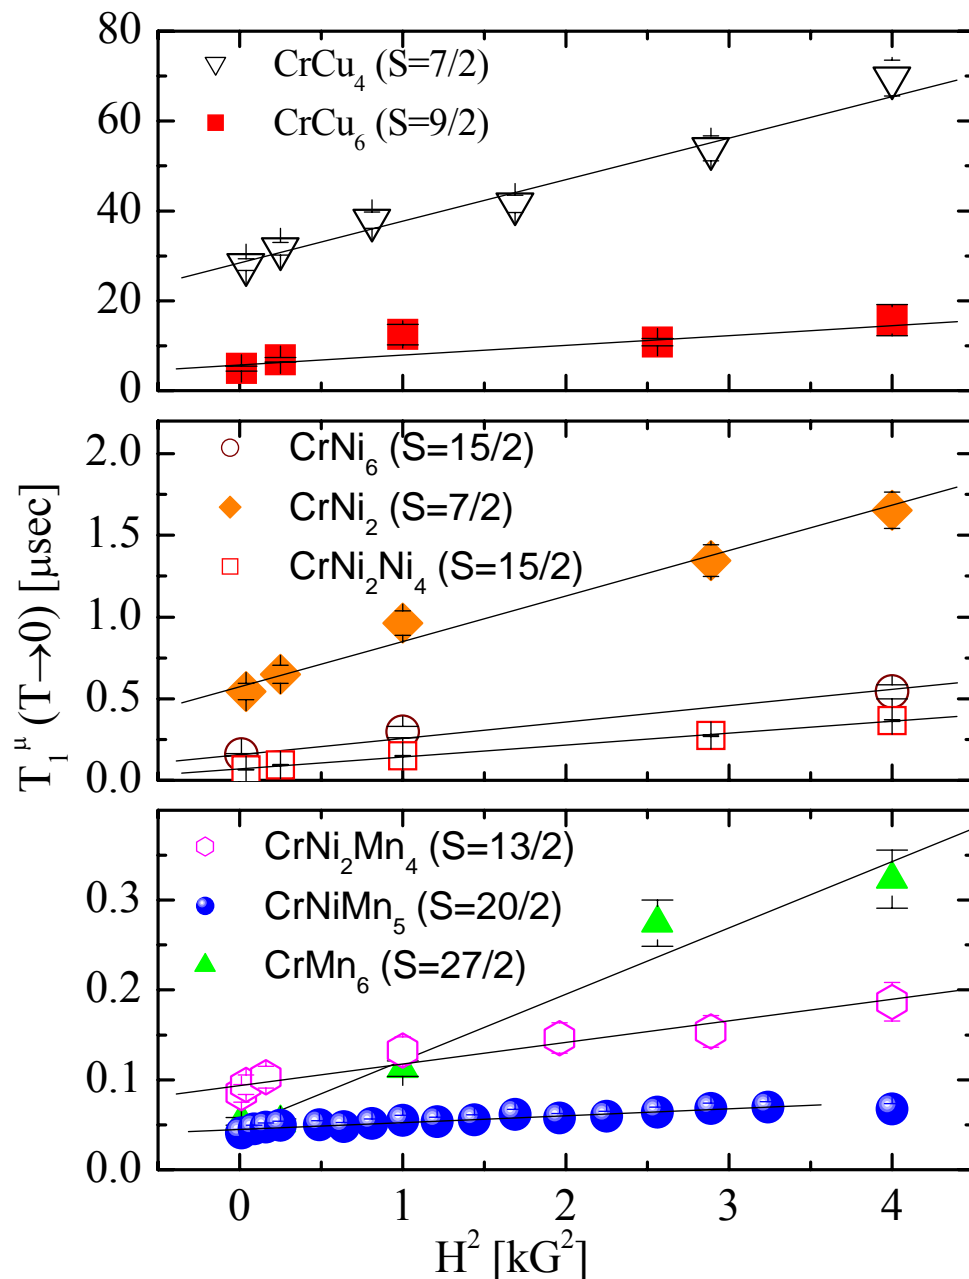 80
CrCu₄ (S=7/2)
60
CrCu₆ (S=9/2)
40
20
0
2.0
CrNi₆ (S=15/2)
1.5
CrNi₂ (S=7/2)
CrNi₂Ni₄ (S=15/2)
1.0
0.5
0.0
T₁^μ (T→0) [μsec]
CrNi₂Mn₄ (S=13/2)
0.3
CrNiMn₅ (S=20/2)
CrMn₆ (S=27/2)
0.2
0.1
0.0
0 1 2 3 4
H² [kG²]